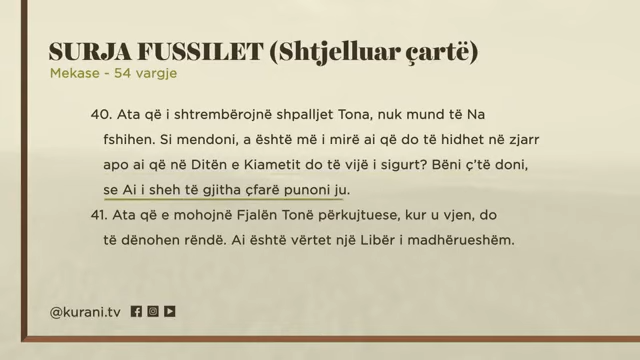 SURJA FUSSILET (Shtjelluar çartë)
Mekase - 54 vargje
40. Ata që i shtrembërojnë shpalljet Tona, nuk mund të Na
fshihen. Si mendoni, a është më i mirë ai që do të hidhet në zjarr
apo ai që në Ditën e Kiametit do të vijë i sigurt? Bëni ç'të doni,
se Ai i sheh të gjitha çfarë punoni ju.
41. Ata që e mohojnë Fjalën Tonë përkujtuese, kur u vjen, do
të dënohen rëndë. Ai është vërtet një Libër i madhërueshëm.
@kurani.tv